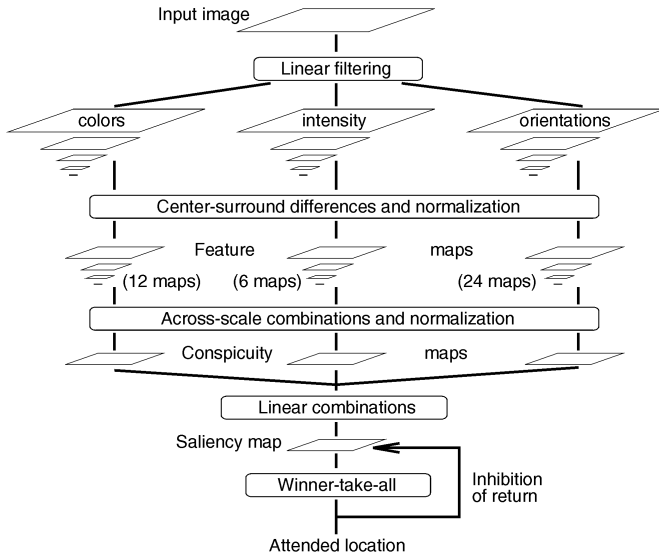 Input image
Linear filtering
colors intensity orientations
Center-surround differences and normalization
Feature maps
(12 maps) (6 maps) (24 maps)
Across-scale combinations and normalization
Conspicuity maps
Linear combinations
Saliency map
Winner-take-all
Inhibition
of return
Attended location